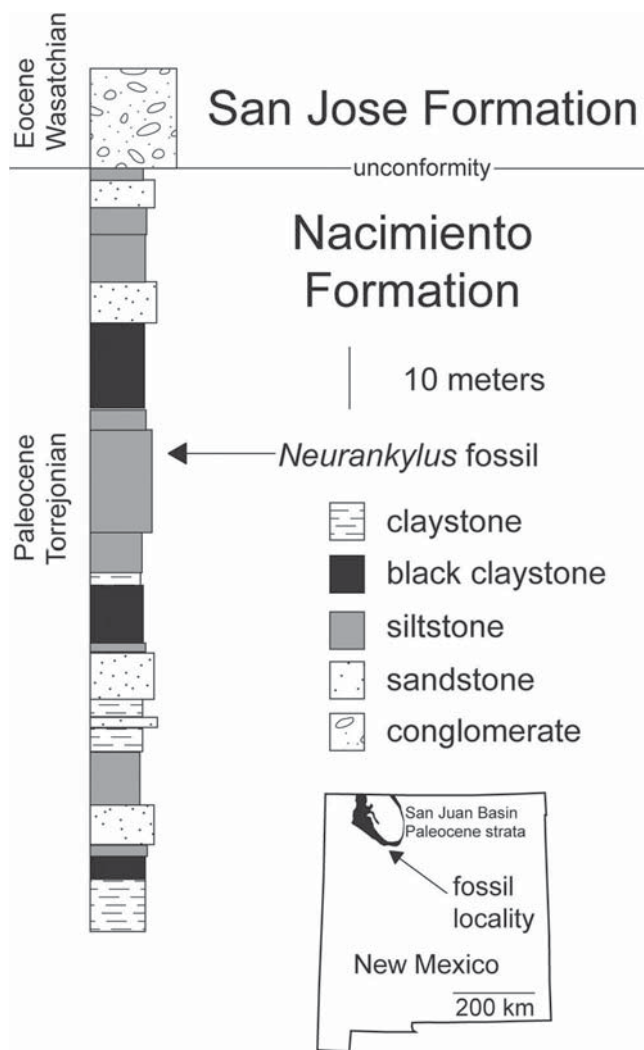 Eocene
Wasatchian
San Jose Formation
unconformity
Nacimiento
Formation
10 meters
Paleocene
Torrejonian
Neurankylus fossil
claystone
black claystone
siltstone
sandstone
conglomerate
San Juan Basin
Paleocene strata
fossil
locality
New Mexico
200 km